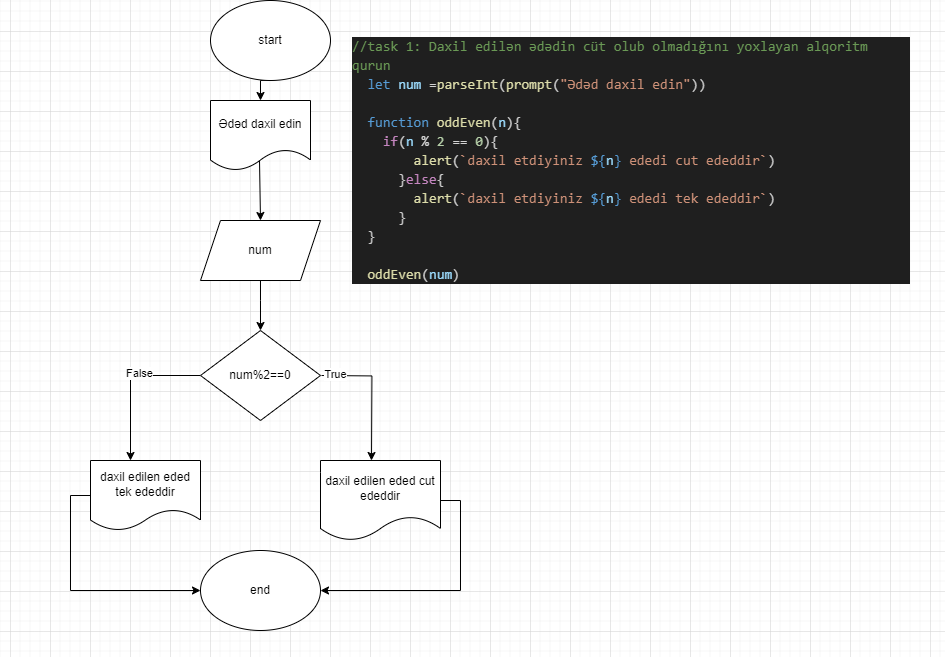 start
Ədəd daxil edin
num
num%2==0
False
True
daxil edilen eded
tek ededdir
daxil edilen eded cut
ededdir
end
//task 1: Daxil edilən ədədin cüt olub olmadığını yoxlayan alqoritm
qurun
let num =parseInt(prompt("Ədəd daxil edin"))
function oddEven(n){
if(n % 2 == 0){
alert(`daxil etdiyiniz ${n} ededi cut ededdir`)
}else{
alert(`daxil etdiyiniz ${n} ededi tek ededdir`)
}
}
oddEven(num)